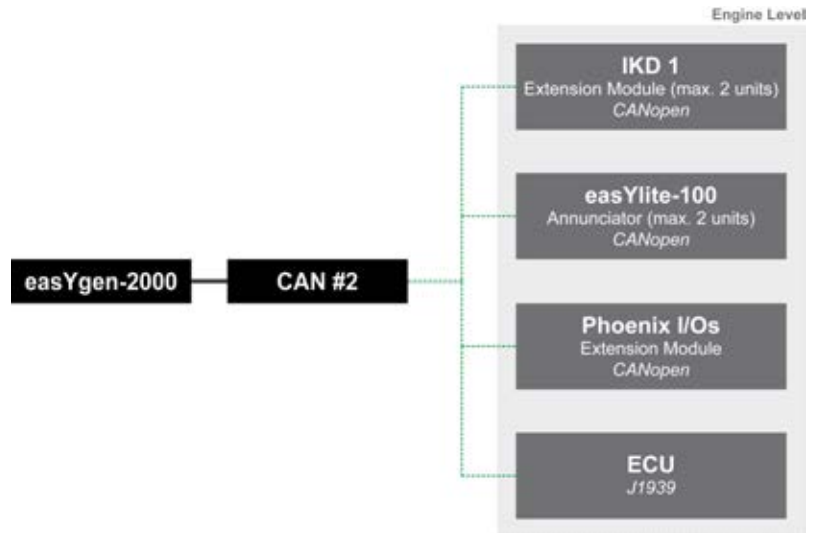 Engine Level
IKD 1
Extension Module (max. 2 units)
CANopen
easYlite-100
Annunciator (max. 2 units)
CANopen
easYgen-2000
CAN #2
Phoenix I/Os
Extension Module
CANopen
ECU
J1939